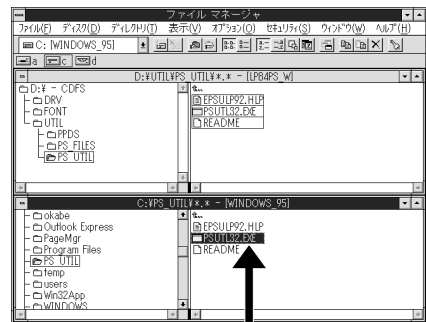 ファイル マネージャ
ファイル(F) ディスク(D) ディレクトリ(T) 表示(V) オプション(O) セキュリティ(S) ウィンドウ(W) ヘルプ(H)
C: [WINDOWS_95]
a c d
D:¥UTIL¥PS_UTIL¥*.* - [LPB4PS_W]
D:¥ - CDFS
DRV
FONT
UTIL
PPDS
PS_FILES
PS_UTIL
EPSULP92.HLP
PSUTL32.EXE
README
C:¥PS_UTIL¥*.* - [WINDOWS_95]
okabe
Outlook Express
PageMgr
Program Files
PS_UTIL
temp
users
Win32App
WINDOWS
EPSULP92.HLP
PSUTL32.EXE
README